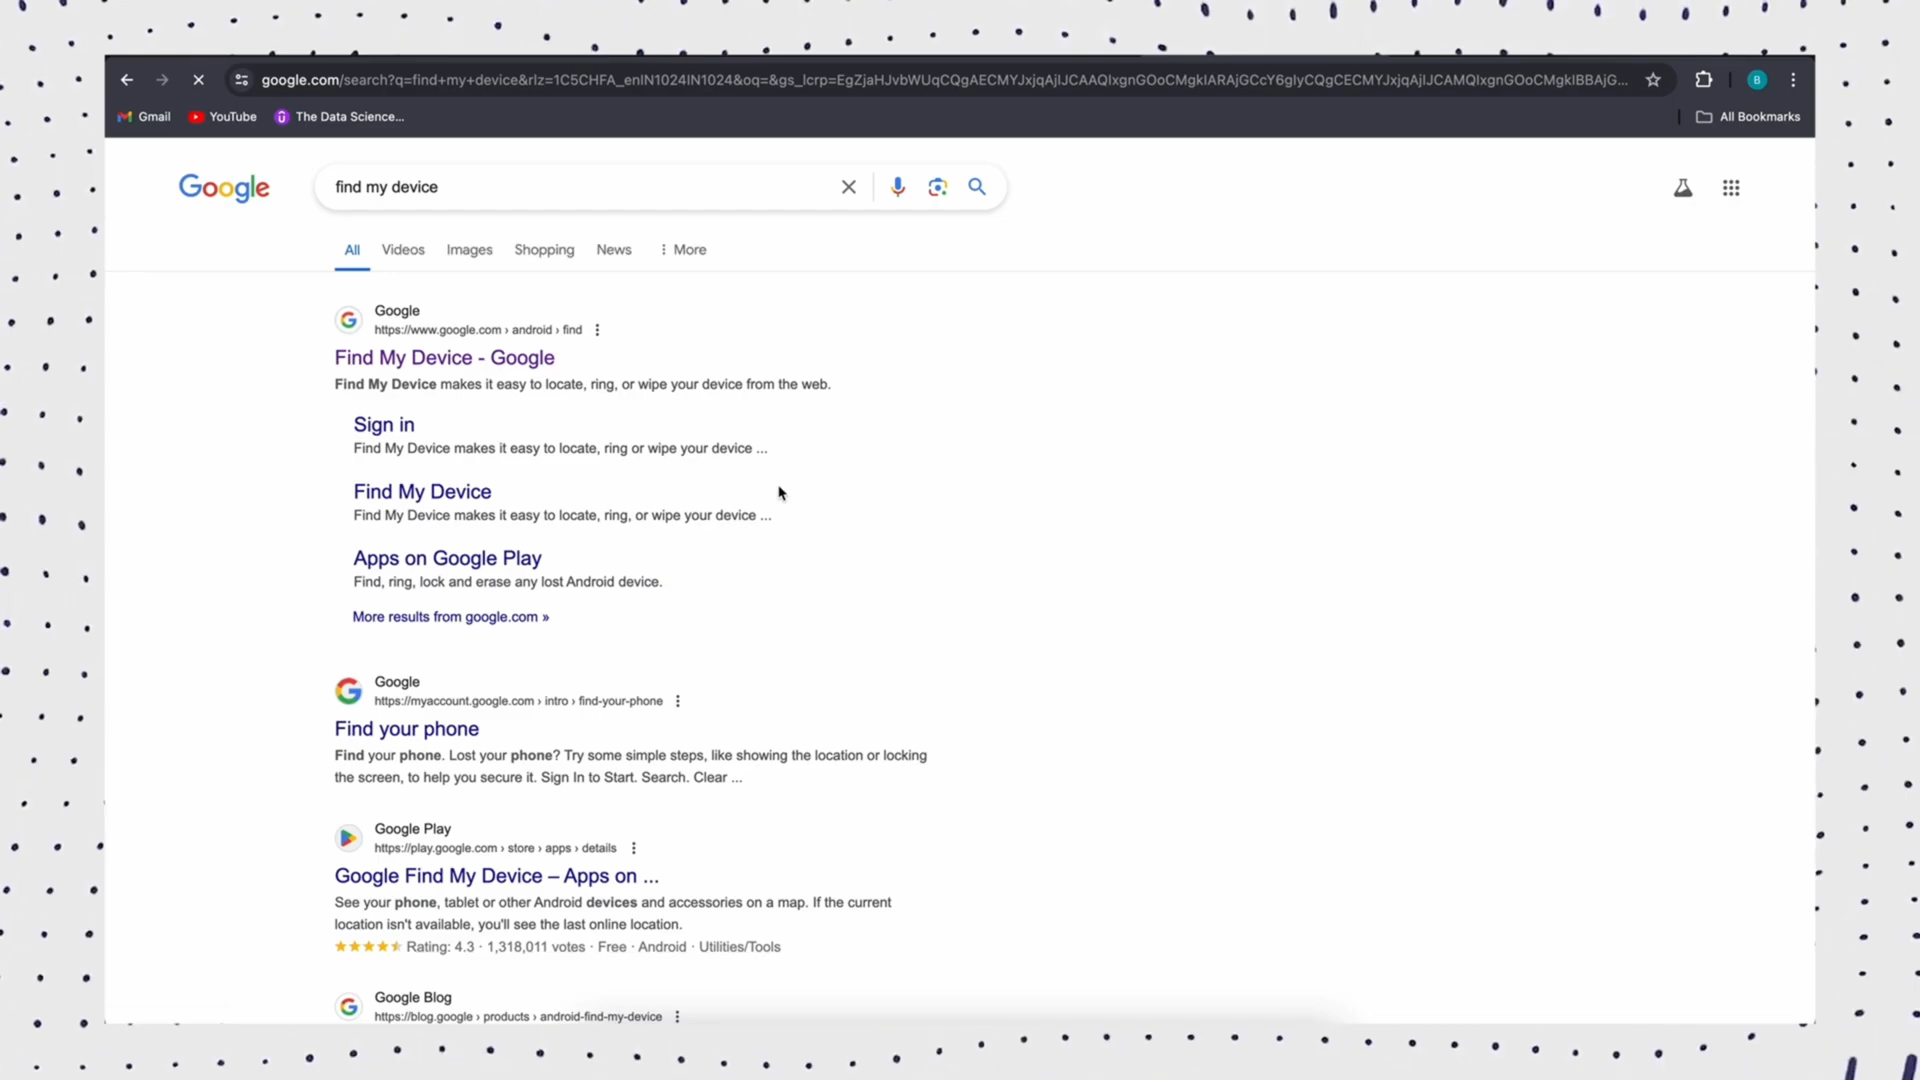 google.com/search?q=find+my+device&rlz=1C5CHFA_enIN1024IN1024&oq=&gs_lcrp=EgZjaHJvbWUqCQgAECMYJxjqAjIJCAAQIxgnGOoCMgkIARAjGCcY6gIyCQgCECMYJxjqAjIJCAMQIxgnGOoCMgkIBBAjG...
Gmail
YouTube
The Data Science...
All Bookmarks
B
Google
find my device
All
Videos
Images
Shopping
News
More
Google
https://www.google.com › android › find
Find My Device - Google
Find My Device makes it easy to locate, ring, or wipe your device from the web.
Sign in
Find My Device makes it easy to locate, ring or wipe your device ...
Find My Device
Find My Device makes it easy to locate, ring, or wipe your device ...
Apps on Google Play
Find, ring, lock and erase any lost Android device.
More results from google.com »
Google
https://myaccount.google.com › intro › find-your-phone
Find your phone
Find your phone. Lost your phone? Try some simple steps, like showing the location or locking
the screen, to help you secure it. Sign In to Start. Search. Clear ...
Google Play
https://play.google.com › store › apps › details
Google Find My Device – Apps on ...
See your phone, tablet or other Android devices and accessories on a map. If the current
location isn't available, you'll see the last online location.
Rating: 4.3 · 1,318,011 votes · Free · Android · Utilities/Tools
Google Blog
https://blog.google › products › android-find-my-device